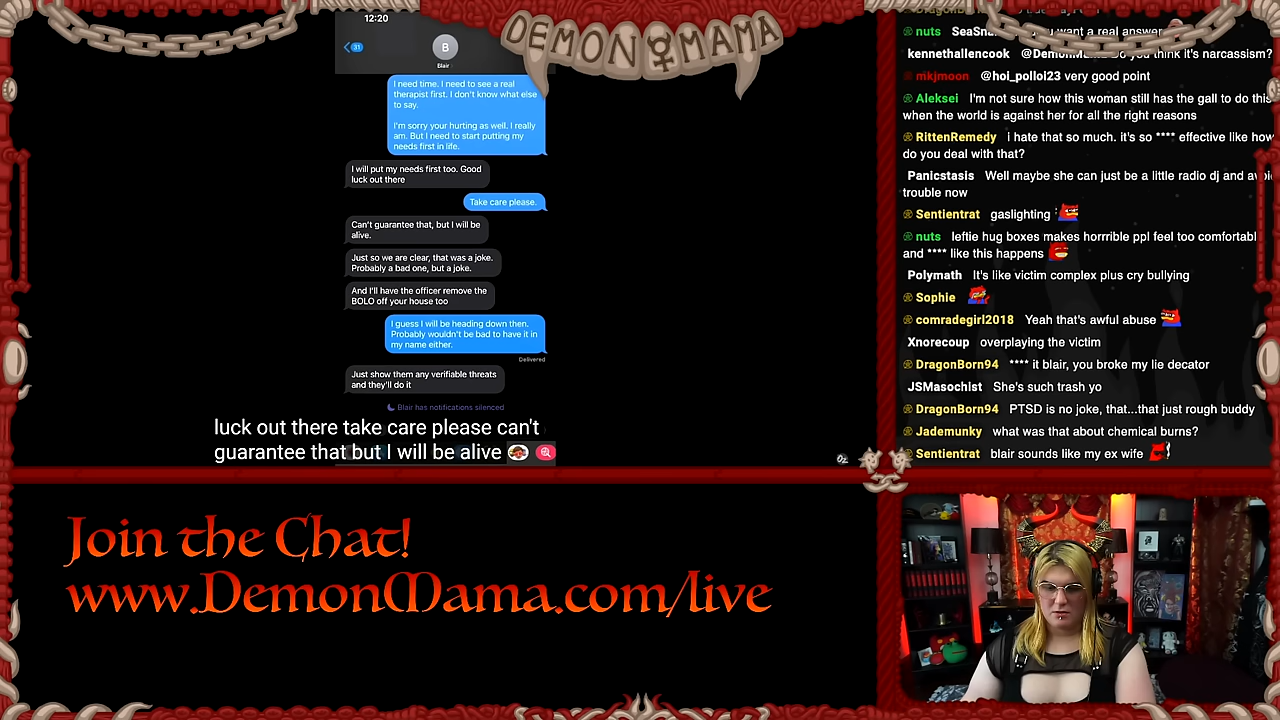 DEMON MAMA
12:20
31
B
Blair
I need time. I need to see a real
therapist first. I don't know what else
to say.
I'm sorry your hurting as well. I really
am. But I need to start putting my
needs first in life.
I will put my needs first too. Good
luck out there
Take care please.
Can't guarantee that, but I will be
alive.
Just so we are clear, that was a joke.
Probably a bad one, but a joke.
And I'll have the officer remove the
BOLO off your house too
I guess I will be heading down then.
Probably wouldn't be bad to have it in
my name either.
Delivered
Just show them any verifiable threats
and they'll do it
Blair has notifications silenced
luck out there take care please can't
guarantee that but I will be alive
Oz
nuts want a real answer
kennethallencook @DemonMama Do you think it's narcissism?
mkjmoon @hoi_polloi23 very good point
Aleksei I'm not sure how this woman still has the gall to do this
when the world is against her for all the right reasons
RittenRemedy i hate that so much. it's so **** effective like how
do you deal with that?
Panicstasis Well maybe she can just be a little radio dj and avoi
trouble now
Sentientrat gaslighting
nuts leftie hug boxes makes horrrible ppl feel too comfortabl
and **** like this happens
Polymath It's like victim complex plus cry bullying
Sophie
comradegirl2018 Yeah that's awful abuse
Xnorecoup overplaying the victim
DragonBorn94 **** it blair, you broke my lie decator
JSMasochist She's such trash yo
DragonBorn94 PTSD is no joke, that...that just rough buddy
Jademunky what was that about chemical burns?
Sentientrat blair sounds like my ex wife
Join the Chat!
www.DemonMama.com/live